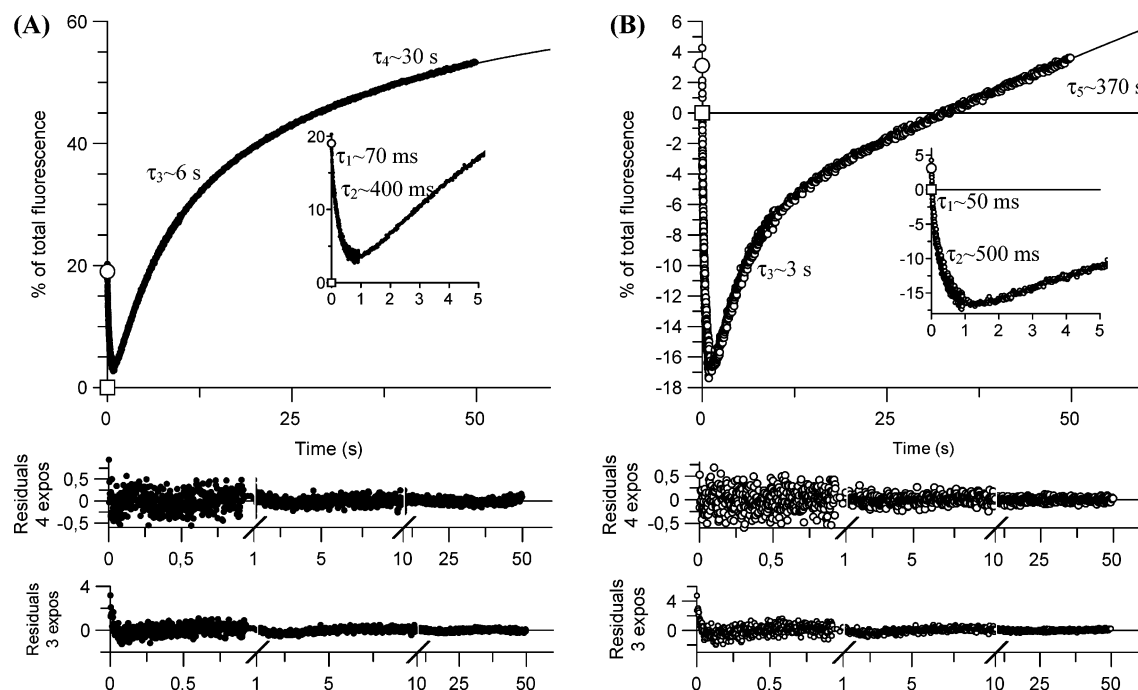 (A)
% of total fluorescence
60
40
20
0
τ4~30 s
τ3~6 s
20
15
10
5
0
τ1~70 ms
τ2~400 ms
0 1 2 3 4 5
0 25 50
Time (s)
Residuals
4 expos
0,5
0
-0,5
0 0,5 1 5 10 25 50
Residuals
3 expos
4
0
0 0.5 1 5 10 25 50
(B)
% of total fluorescence
6
4
2
0
-2
-4
-6
-8
-10
-12
-14
-16
-18
τ5~370 s
5
0
-5
-10
-15
τ1~50 ms
τ2~500 ms
0 1 2 3 4 5
τ3~3 s
0 25 50
Time (s)
Residuals
4 expos
0,5
0
-0,5
0 0,5 1 5 10 25 50
Residuals
3 expos
4
0
0 0.5 1 5 10 25 50